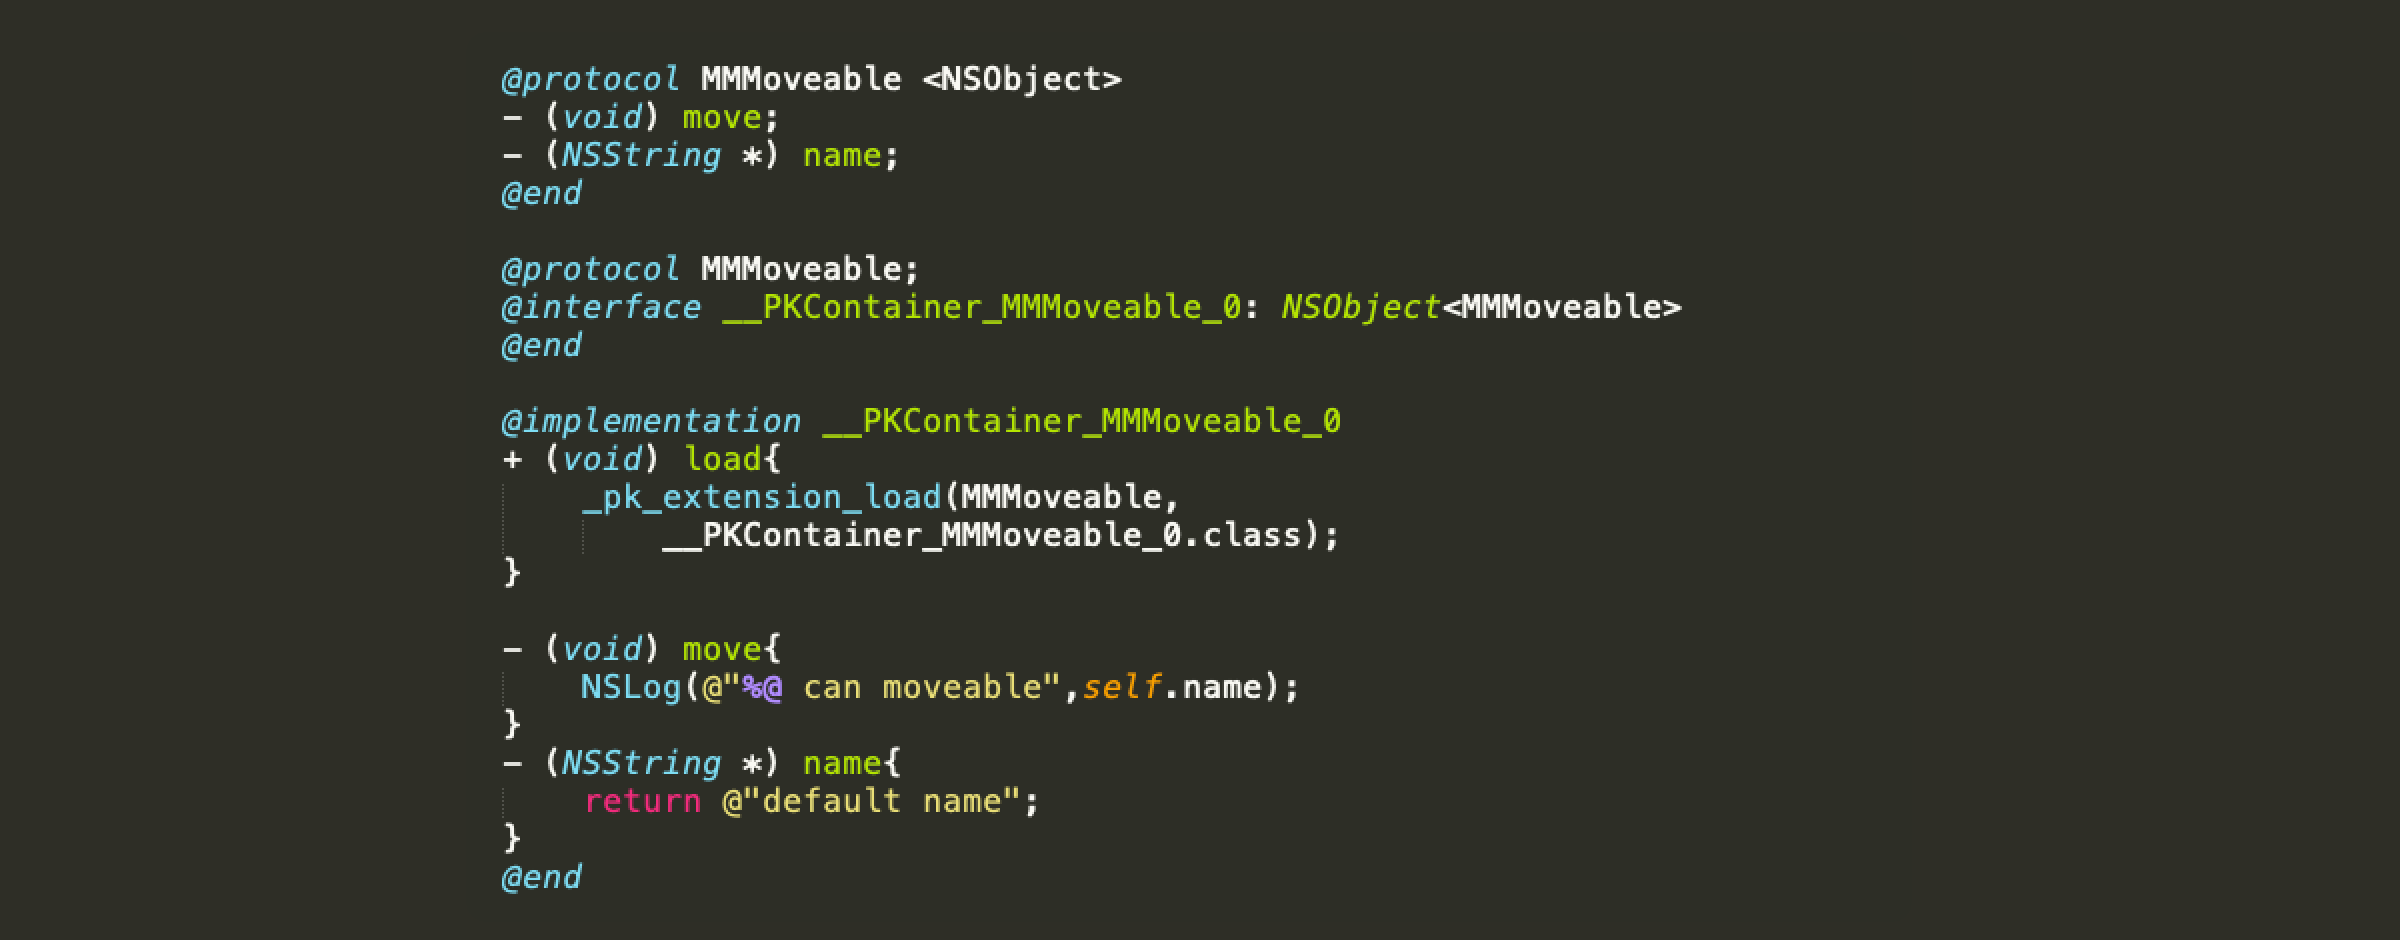 @protocol MMMoveable <NSObject>
- (void) move;
- (NSString *) name;
@end

@protocol MMMoveable;
@interface __PKContainer_MMMoveable_0: NSObject<MMMoveable>
@end

@implementation __PKContainer_MMMoveable_0
+ (void) load{
    _pk_extension_load(MMMoveable,
        __PKContainer_MMMoveable_0.class);
}

- (void) move{
    NSLog(@"%@ can moveable",self.name);
}
- (NSString *) name{
    return @"default name";
}
@end